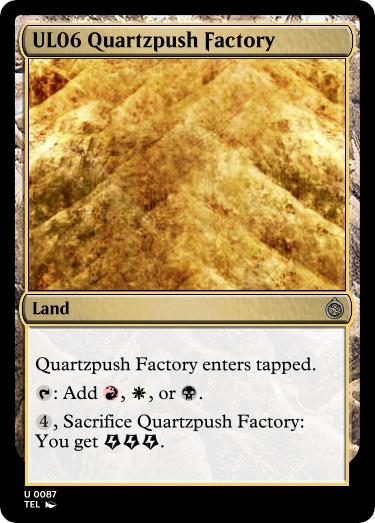 UL06 Quartzpush Factory
Land
Quartzpush Factory enters tapped.
: Add , , or .
4, Sacrifice Quartzpush Factory:
You get .
U 0087
TEL